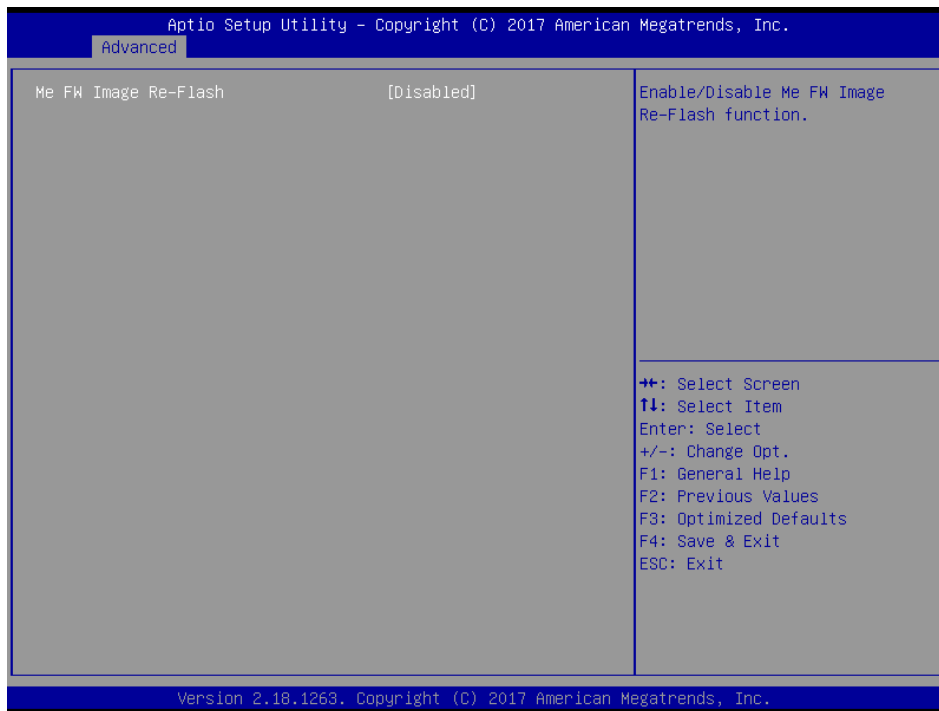 Aptio Setup Utility – Copyright (C) 2017 American Megatrends, Inc.
Advanced
Me FW Image Re-Flash [Disabled]
Enable/Disable Me FW Image
Re-Flash function.
→←: Select Screen
↑↓: Select Item
Enter: Select
+/-: Change Opt.
F1: General Help
F2: Previous Values
F3: Optimized Defaults
F4: Save & Exit
ESC: Exit
Version 2.18.1263. Copyright (C) 2017 American Megatrends, Inc.